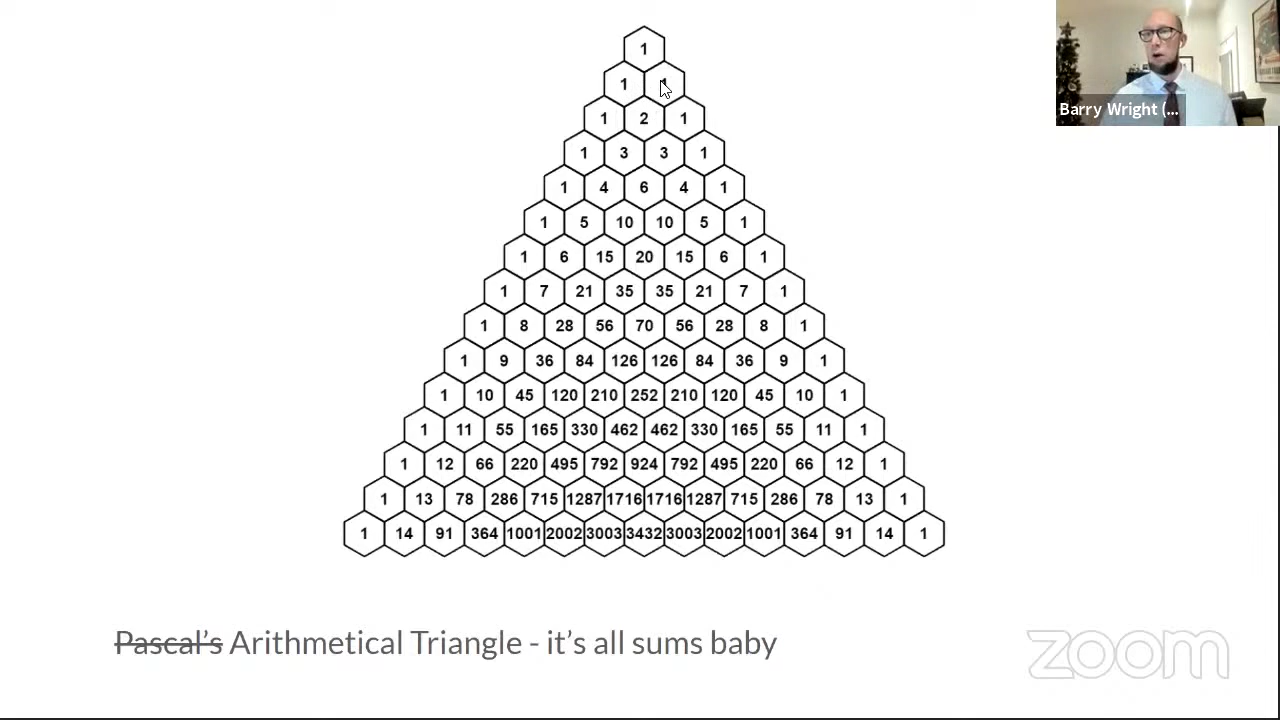 1
Barry Wright (...
1 1
1 2 1
1 3 3 1
1 4 6 4 1
1 5 10 10 5 1
1 6 15 20 15 6 1
1 7 21 35 35 21 7 1
1 8 28 56 70 56 28 8 1
1 9 36 84 126 126 84 36 9 1
1 10 45 120 210 252 210 120 45 10 1
1 11 55 165 330 462 462 330 165 55 11 1
1 12 66 220 495 792 924 792 495 220 66 12 1
1 13 78 286 715 1287 1716 1716 1287 715 286 78 13 1
1 14 91 364 1001 2002 3003 3432 3003 2002 1001 364 91 14 1
Pascal's Arithmetical Triangle - it's all sums baby
zoom